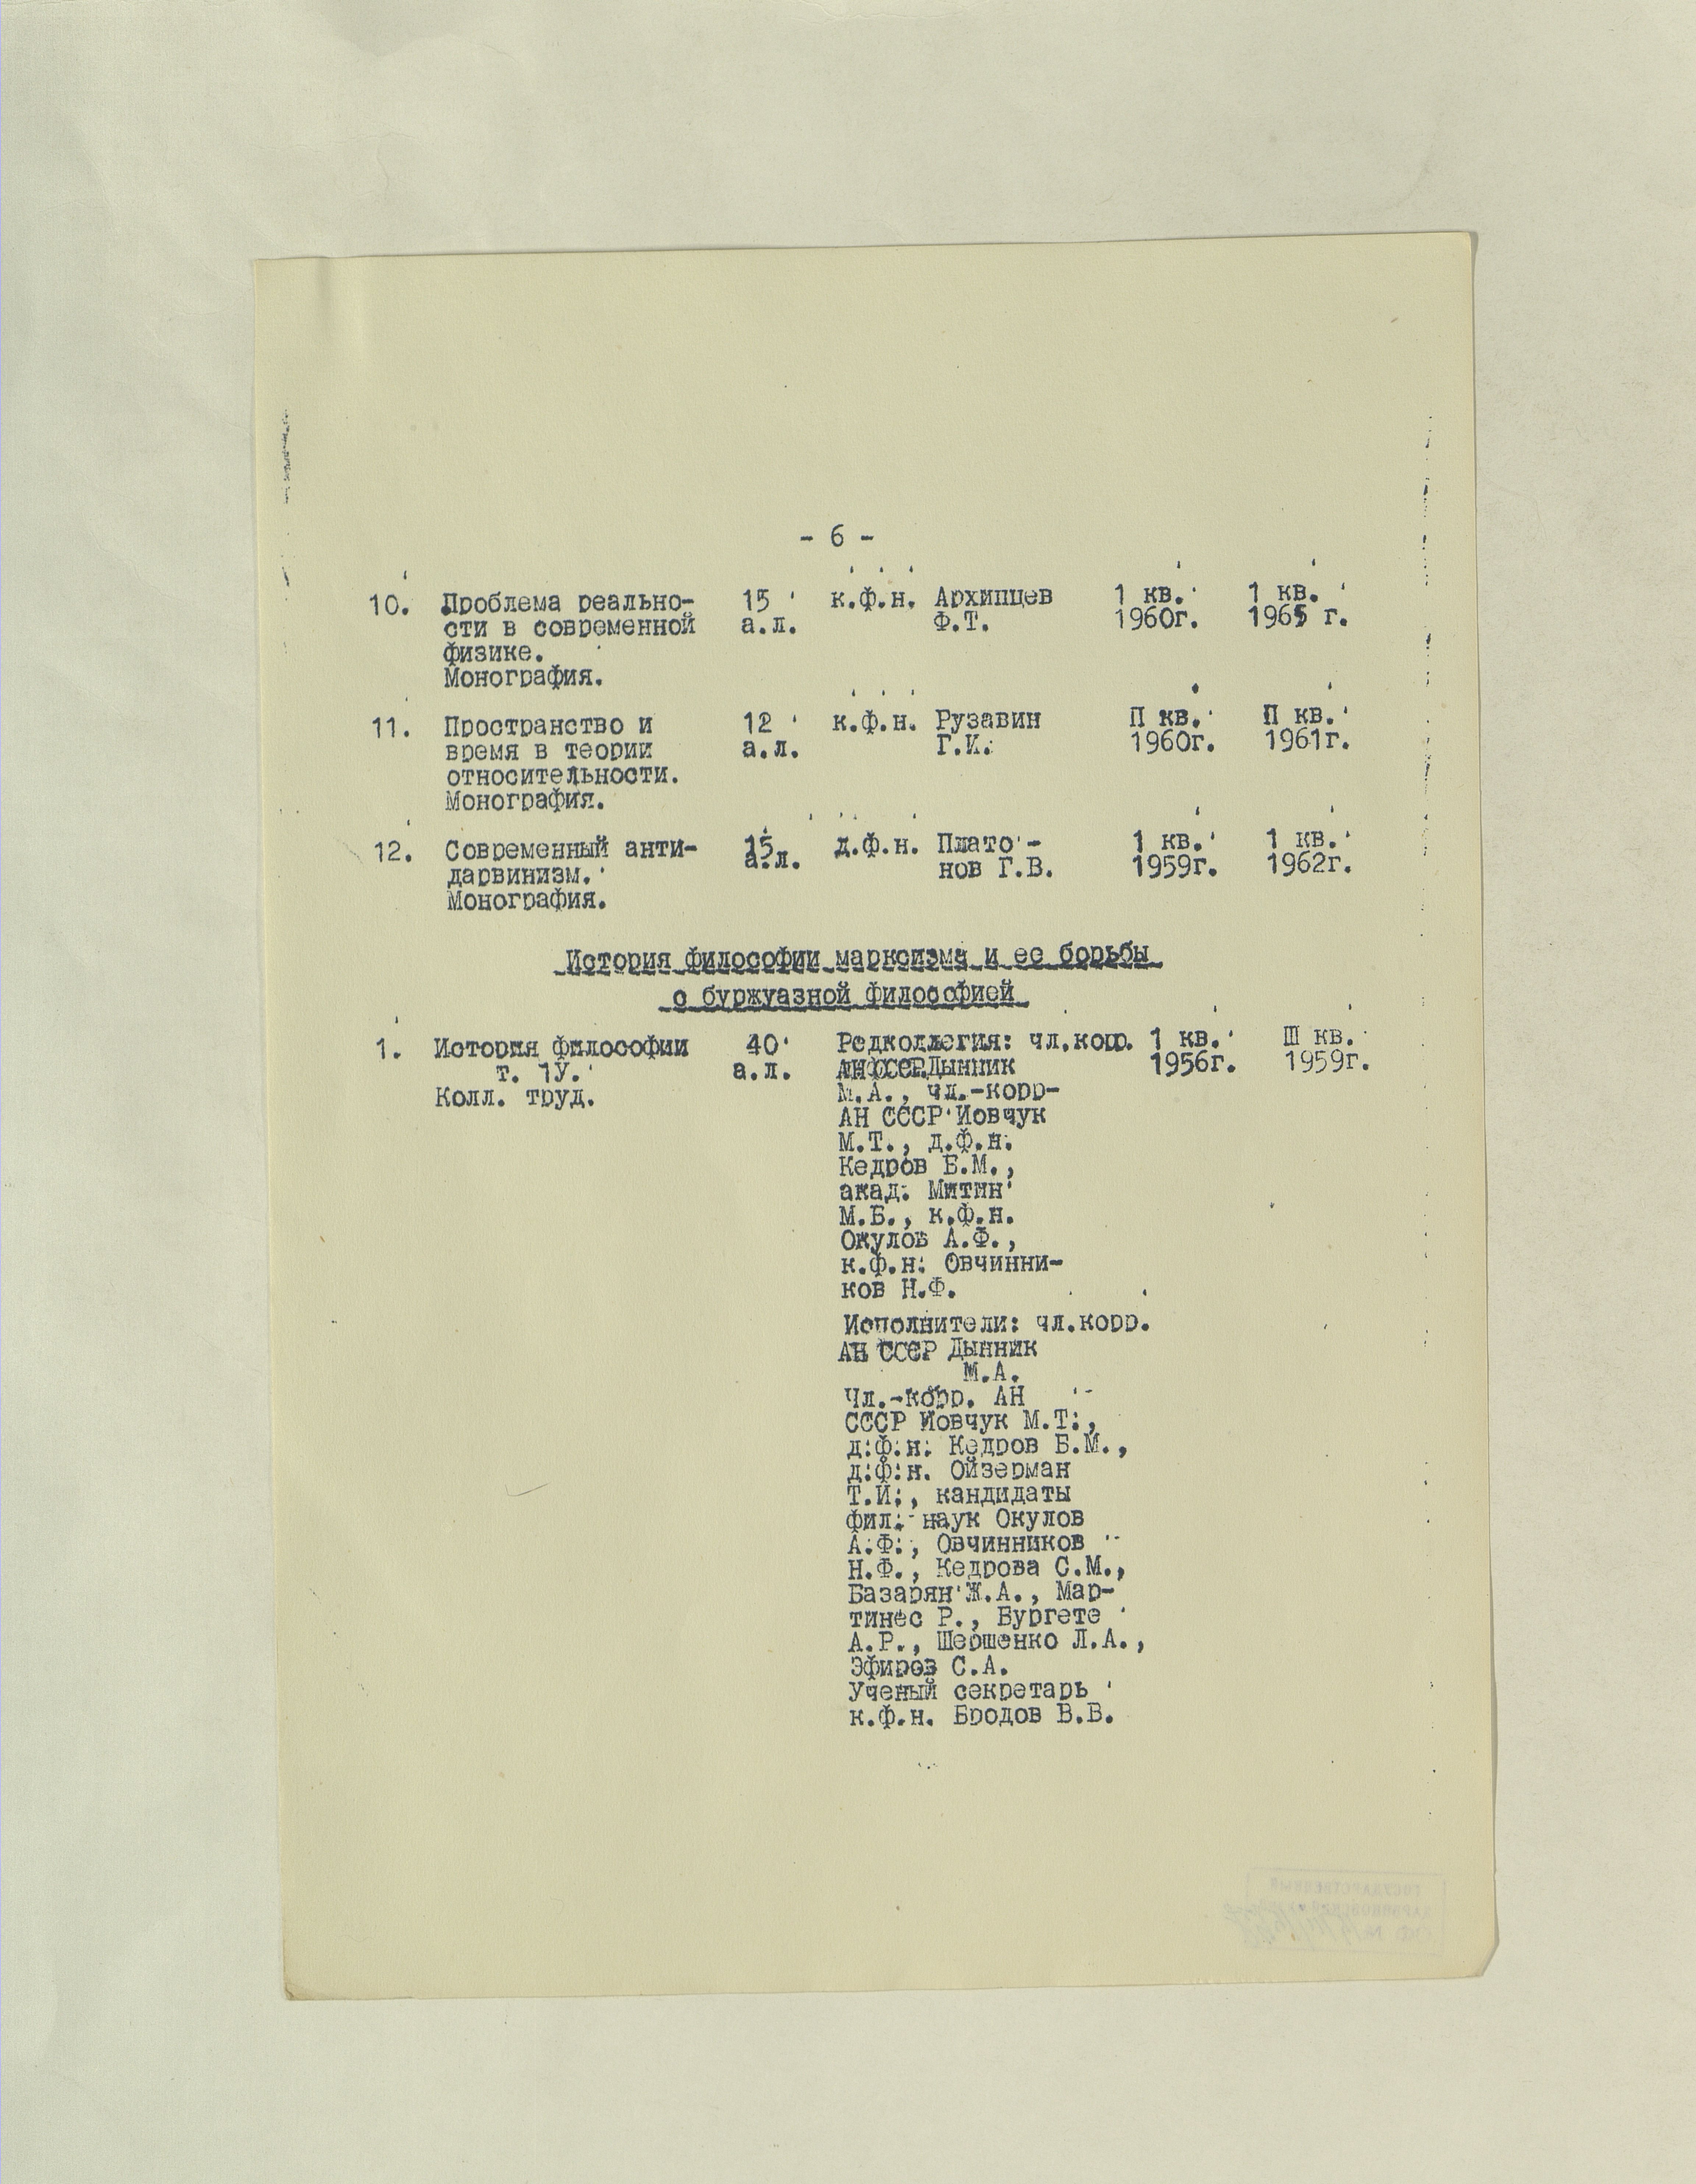 - 6 -
10. Проблема реально- 15 к.ф.н. Архипцев 1 кв. 1 кв.
сти в современной а.л. Ф.Т. 1960г. 1965 г.
физике.
Монография.
11. Пространство и 12 к.ф.н. Рузавин П кв. П кв.
время в теории а.л. Г.И. 1960г. 1961г.
относительности.
Монография.
12. Современный анти- 15 д.ф.н. Плато- 1 кв. 1 кв.
дарвинизм. а.л. нов Г.В. 1959г. 1962г.
Монография.
История философии марксизма и ее борьбы
с буржуазной философией
1. История философии 40 Редколлегия: чл.корр. 1 кв. Ш кв.
т. 1У. а.л. АН СССР Дынник 1956г. 1959г.
Колл. труд. М.А., чл.-корр-
АН СССР Иовчук
М.Т., д.ф.н.
Кедров Б.М.,
акад. Митин
М.Б., к.ф.н.
Окулов А.Ф.,
к.ф.н. Овчинни-
ков Н.Ф.
Исполнители: чл.корр.
АН СССР Дынник
М.А.
Чл.-корр. АН
СССР Иовчук М.Т.,
д.ф.н. Кедров Б.М.,
д.ф.н. Ойзерман
Т.И., кандидаты
фил. наук Окулов
А.Ф., Овчинников
Н.Ф., Кедрова С.М.,
Базарян Ж.А., Мар-
тинес Р., Бургете
А.Р., Шершенко Л.А.,
Эфиров С.А.
Ученый секретарь
к.ф.н. Бродов В.В.